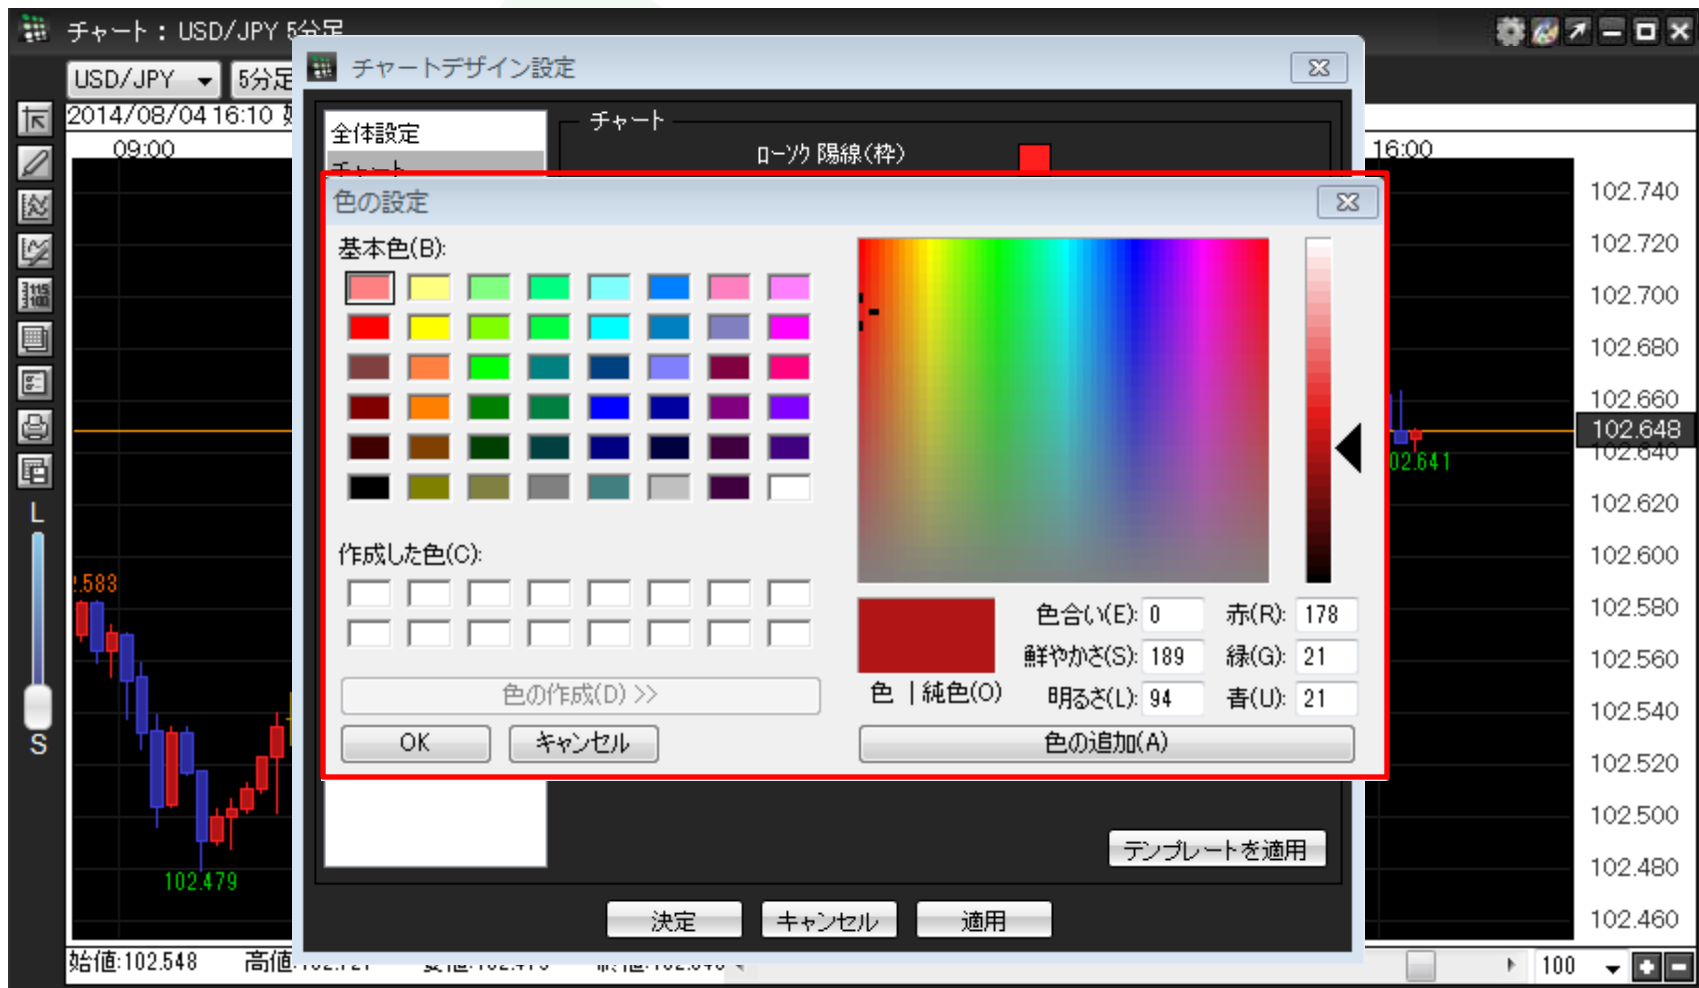 チャート： USD/JPY 5分足
チャートデザイン設定
USD/JPY
5分足
2014/08/04 16:10
全体設定
チャート
チャート
ローソク 陽線(枠)
09:00
16:00
色の設定
基本色(B):
作成した色(C):
色の作成(D) >>
OK
キャンセル
色 | 純色(O)
色合い(E): 0
赤(R): 178
鮮やかさ(S): 189
緑(G): 21
明るさ(L): 94
青(U): 21
色の追加(A)
テンプレートを適用
決定
キャンセル
適用
L
S
115
100
.583
102.479
02.641
102.740
102.720
102.700
102.680
102.660
102.648
102.640
102.620
102.600
102.580
102.560
102.540
102.520
102.500
102.480
102.460
始値:102.548
高値:
100